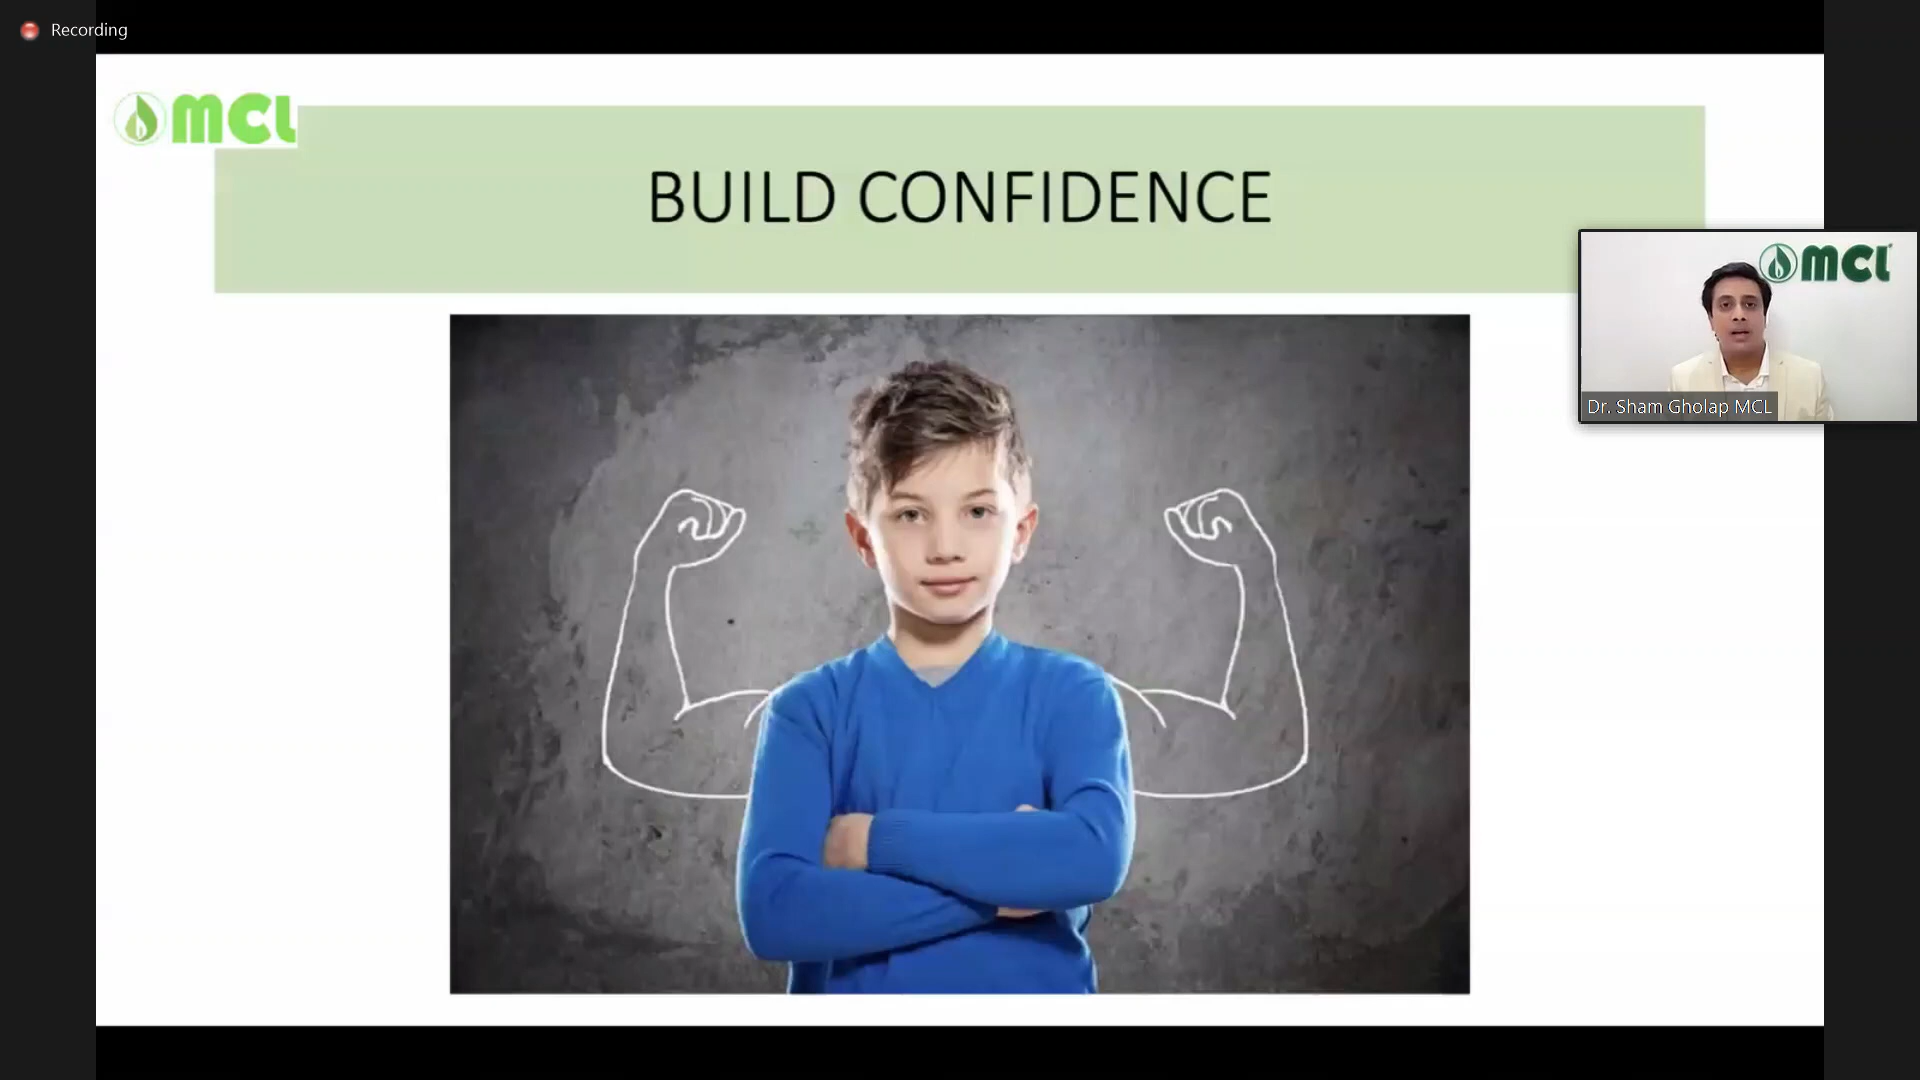 Recording
MCL
BUILD CONFIDENCE
MCL
Dr. Sham Gholap MCL